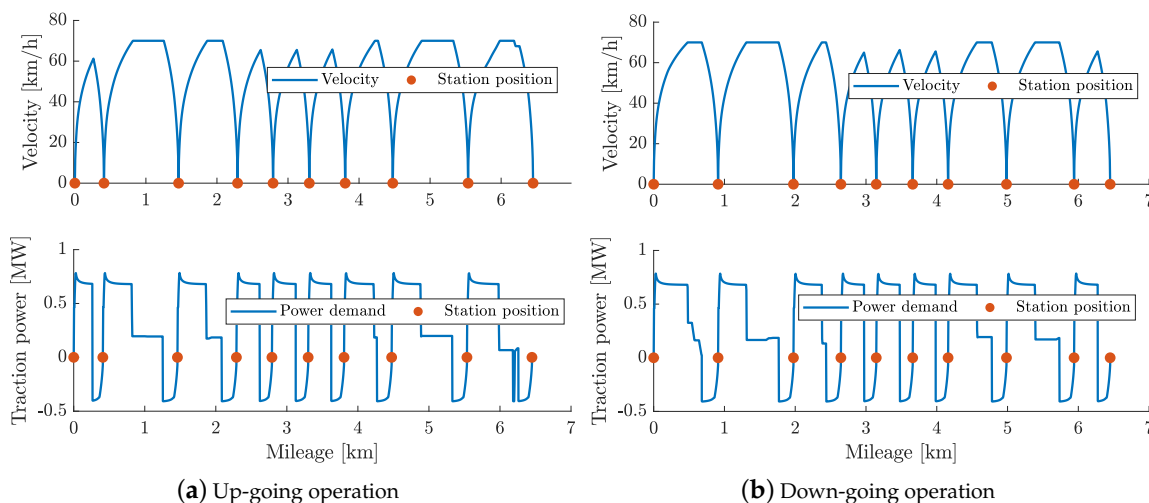 80
60
40
20
0
Velocity [km/h]
Velocity
Station position
0 1 2 3 4 5 6 7
1
0.5
0
-0.5
Traction power [MW]
Power demand
Station position
0 1 2 3 4 5 6 7
Mileage [km]
(a) Up-going operation
80
60
40
20
0
Velocity [km/h]
Velocity
Station position
0 1 2 3 4 5 6 7
1
0.5
0
-0.5
Traction power [MW]
Power demand
Station position
0 1 2 3 4 5 6 7
Mileage [km]
(b) Down-going operation